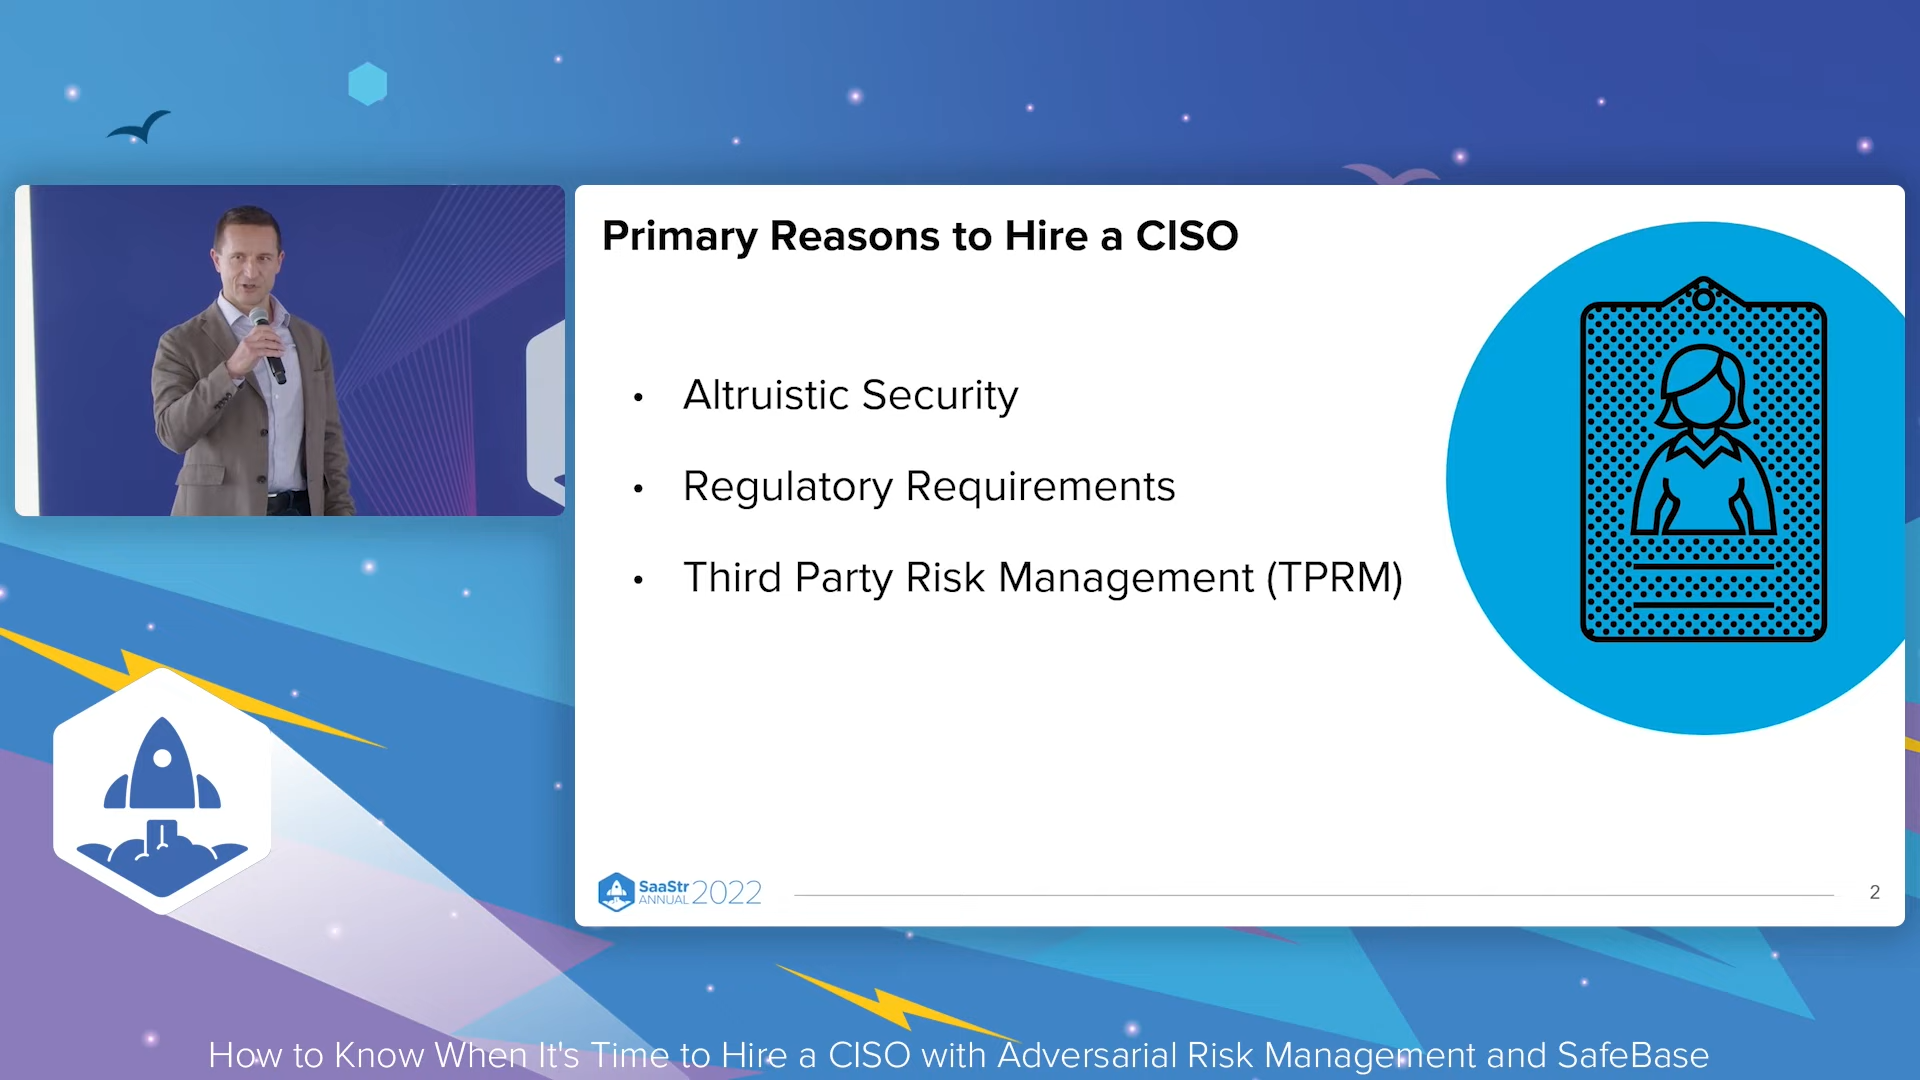 Primary Reasons to Hire a CISO
• Altruistic Security
• Regulatory Requirements
• Third Party Risk Management (TPRM)
SaaStr
ANNUAL 2022
2
How to Know When It's Time to Hire a CISO with Adversarial Risk Management and SafeBase